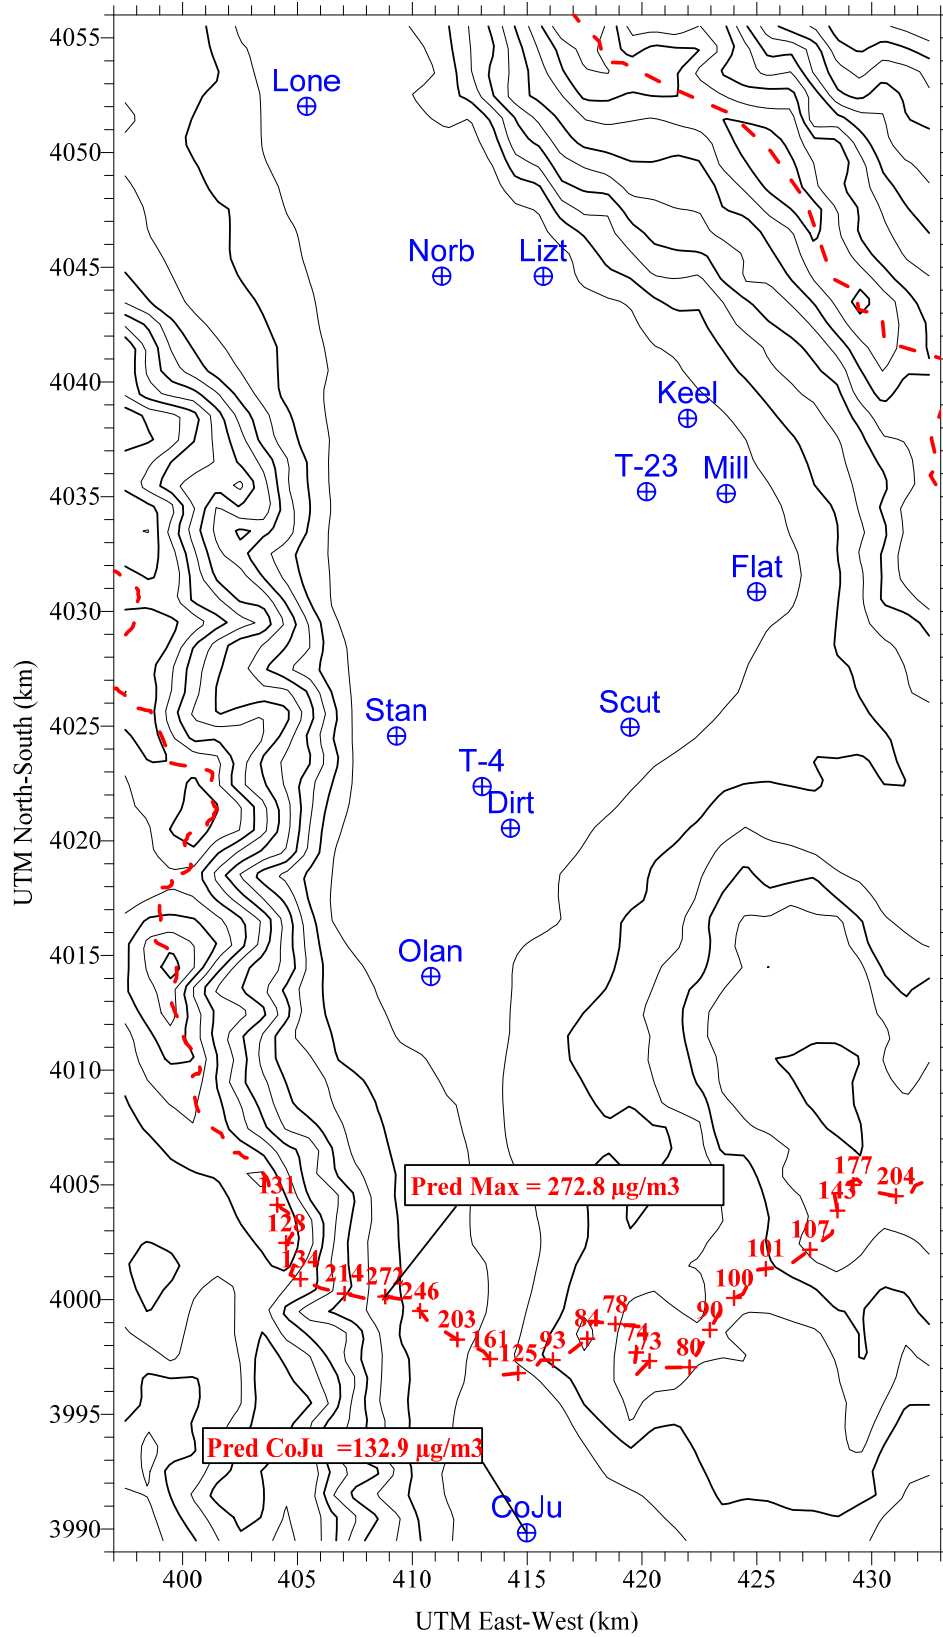 4055
Lone
4050
Norb Lizt
4045
4040
Keel
T-23 Mill
4035
Flat
4030
UTM North-South (km)
Scut
Stan
4025
T-4
Dirt
4020
Olan
4015
4010
177
204
4005
131
Pred Max = 272.8 µg/m3
143
128
107
134
101
214 272
100
4000
246
78
90
203
84
74
161
93
73
80
125
3995
Pred CoJu =132.9 µg/m3
CoJu
3990
400 405 410 415 420 425 430
UTM East-West (km)